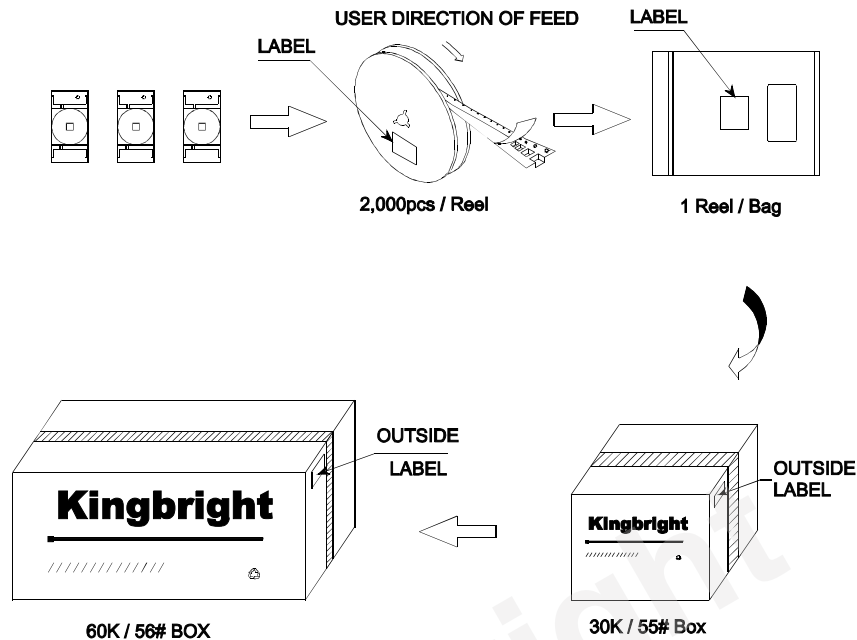 USER DIRECTION OF FEED
LABEL
LABEL
2,000pcs / Reel
1 Reel / Bag
OUTSIDE
LABEL
OUTSIDE
LABEL
Kingbright
Kingbright
60K / 56# BOX
30K / 55# Box